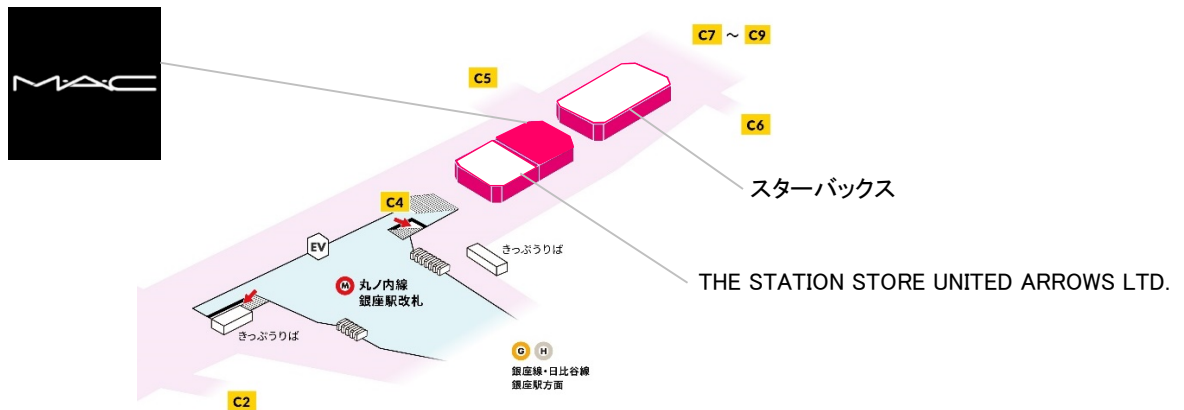 M·A·C
C7 ～ C9
C5
C6
スターバックス
C4
EV
きっぷうりば
M 丸ノ内線
銀座駅改札
THE STATION STORE UNITED ARROWS LTD.
きっぷうりば
G H
銀座線・日比谷線
銀座駅方面
C2